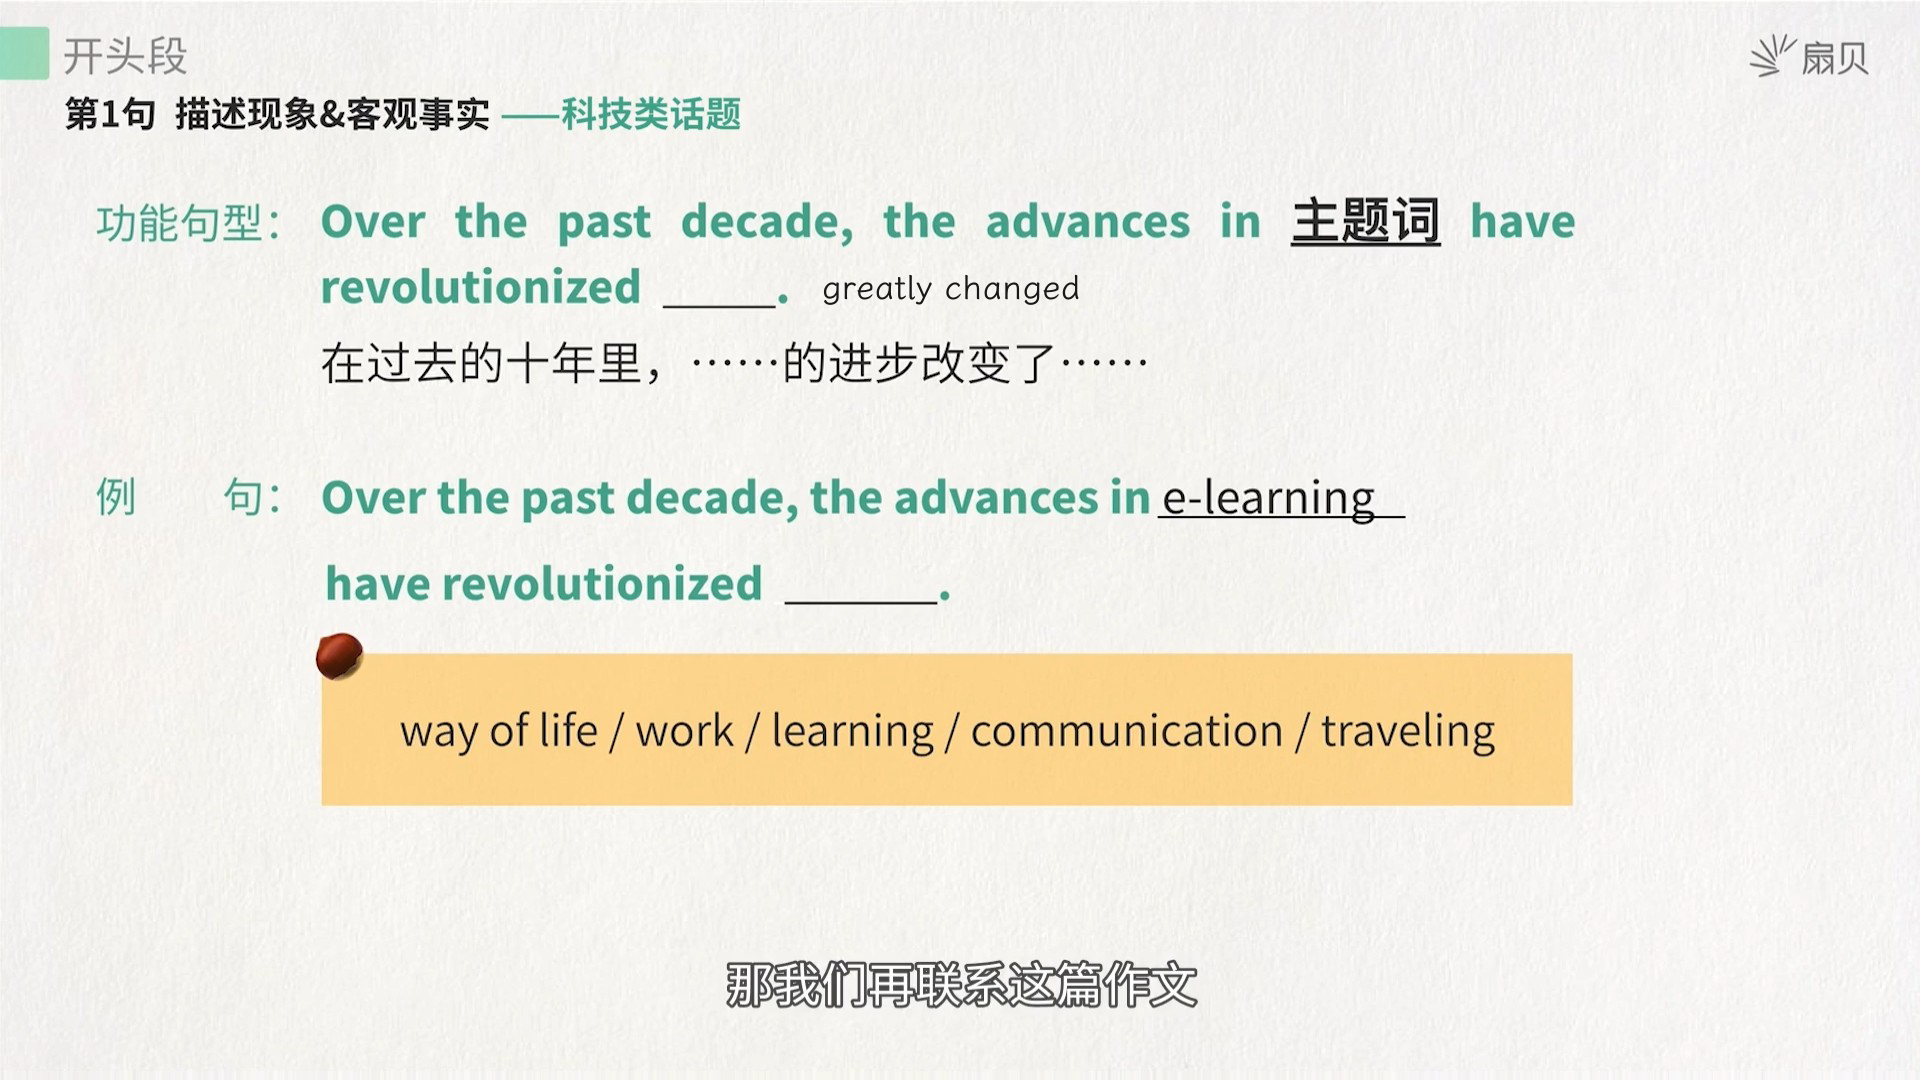 开头段
扇贝
第1句 描述现象&客观事实 ——科技类话题
功能句型： Over the past decade, the advances in 主题词 have
revolutionized _____. greatly changed
在过去的十年里，……的进步改变了……
例 句： Over the past decade, the advances in e-learning
have revolutionized ______.
way of life / work / learning / communication / traveling
那我们再联系这篇作文